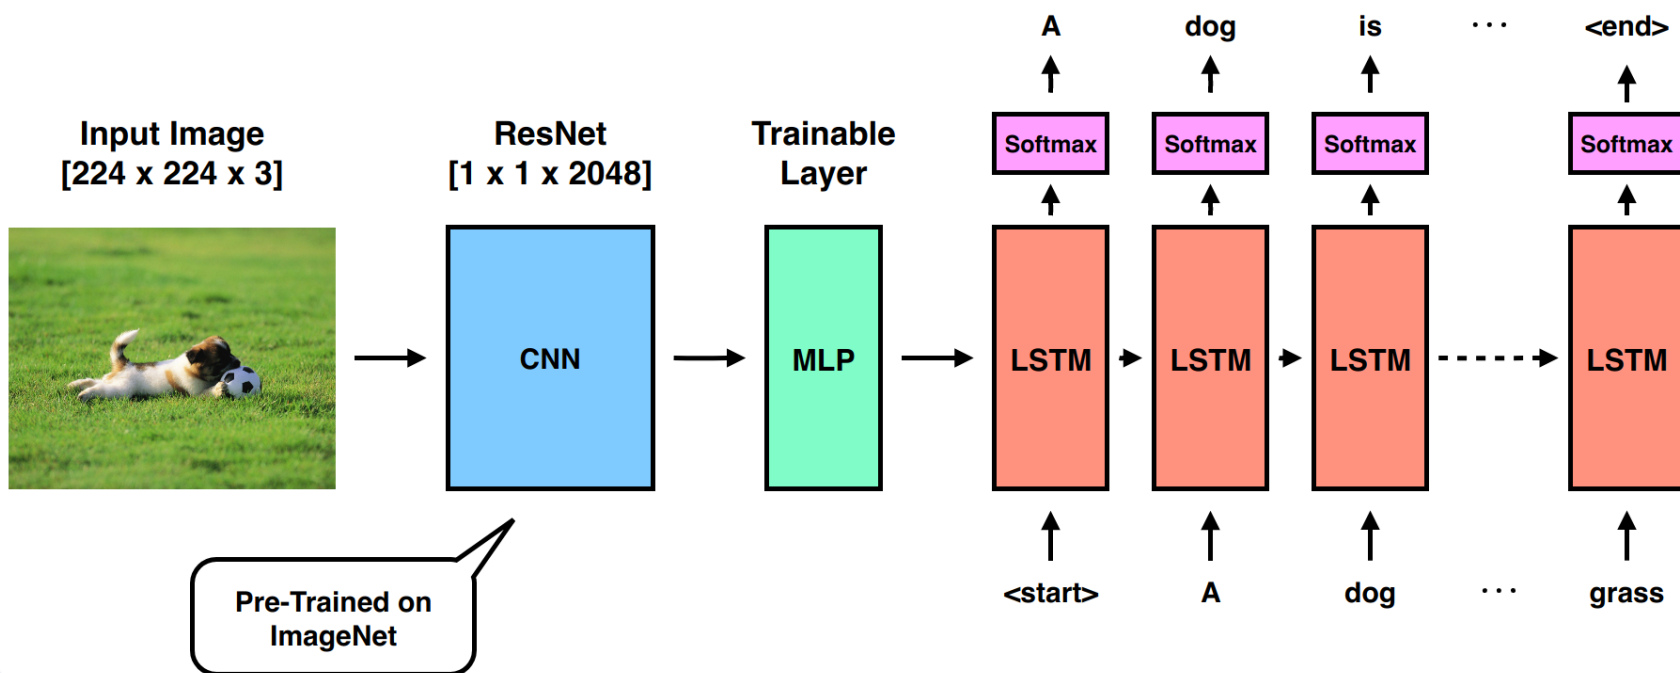 A dog is ... <end>
Input Image
[224 x 224 x 3]
ResNet
[1 x 1 x 2048]
Trainable
Layer
Softmax Softmax Softmax Softmax
CNN
MLP
LSTM LSTM LSTM LSTM
<start> A dog ... grass
Pre-Trained on
ImageNet